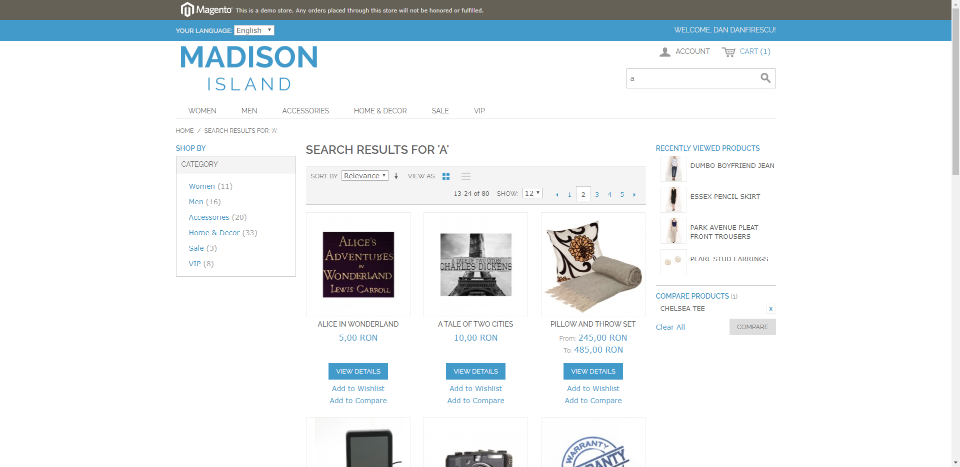 Magento This is a demo store. Any orders placed through this store will not be honored or fulfilled.
YOUR LANGUAGE: English
WELCOME, DAN DANFIRESCU!
MADISON
ISLAND
ACCOUNT CART (1)
a
WOMEN MEN ACCESSORIES HOME & DECOR SALE VIP
HOME / SEARCH RESULTS FOR: 'A'
SHOP BY
CATEGORY
Women (11)
Men (16)
Accessories (20)
Home & Decor (33)
Sale (3)
VIP (8)
SEARCH RESULTS FOR 'A'
SORT BY Relevance VIEW AS
13-24 of 80 SHOW: 12 1 2 3 4 5
ALICE'S
ADVENTURES
IN
WONDERLAND
LEWIS CARROLL
A TALE OF TWO CITIES
CHARLES DICKENS
ALICE IN WONDERLAND
5,00 RON
VIEW DETAILS
Add to Wishlist
Add to Compare
A TALE OF TWO CITIES
10,00 RON
VIEW DETAILS
Add to Wishlist
Add to Compare
PILLOW AND THROW SET
From: 245,00 RON
To: 485,00 RON
VIEW DETAILS
Add to Wishlist
Add to Compare
WARRANTY
WARRANTY
RECENTLY VIEWED PRODUCTS
DUMBO BOYFRIEND JEAN
ESSEX PENCIL SKIRT
PARK AVENUE PLEAT
FRONT TROUSERS
PEARL STUD EARRINGS
COMPARE PRODUCTS (1)
CHELSEA TEE X
Clear All COMPARE